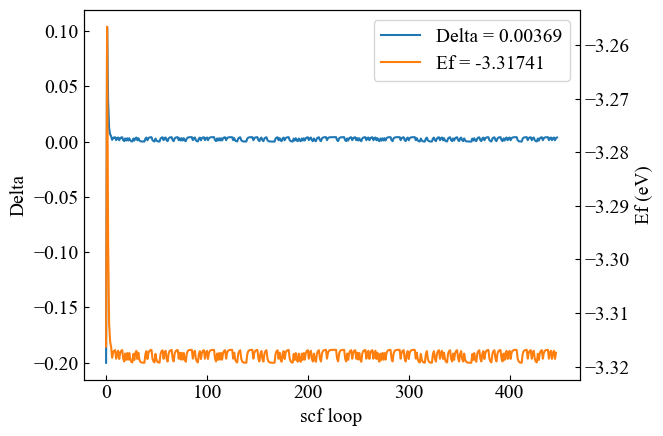 Delta = 0.00369
Ef = -3.31741
0.10
0.05
0.00
−0.05
−0.10
−0.15
−0.20
Delta
−3.26
−3.27
−3.28
−3.29
−3.30
−3.31
−3.32
Ef (eV)
0 100 200 300 400
scf loop